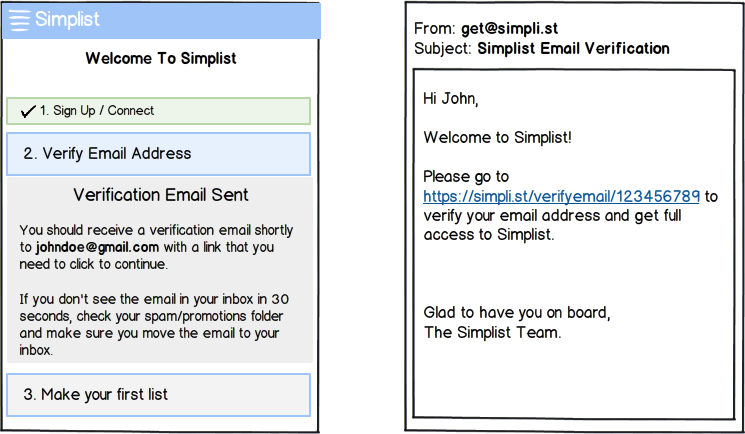 Simplist
Welcome To Simplist
1. Sign Up / Connect
2. Verify Email Address
Verification Email Sent
You should receive a verification email shortly
to johndoe@gmail.com with a link that you
need to click to continue.
If you don't see the email in your inbox in 30
seconds, check your spam/promotions folder
and make sure you move the email to your
inbox.
3. Make your first list
From: get@simpli.st
Subject: Simplist Email Verification
Hi John,
Welcome to Simplist!
Please go to
https://simpli.st/verifyemail/123456789 to
verify your email address and get full
access to Simplist.
Glad to have you on board,
The Simplist Team.